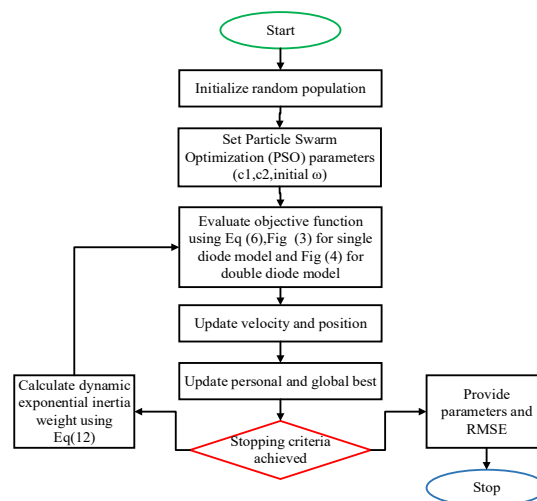 Start
Initialize random population
Set Particle Swarm
Optimization (PSO) parameters
(c1,c2,initial ω)
Evaluate objective function
using Eq (6),Fig (3) for single
diode model and Fig (4) for
double diode model
Update velocity and position
Update personal and global best
Calculate dynamic
exponential inertia
weight using
Eq(12)
Stopping criteria
achieved
Provide
parameters and
RMSE
Stop